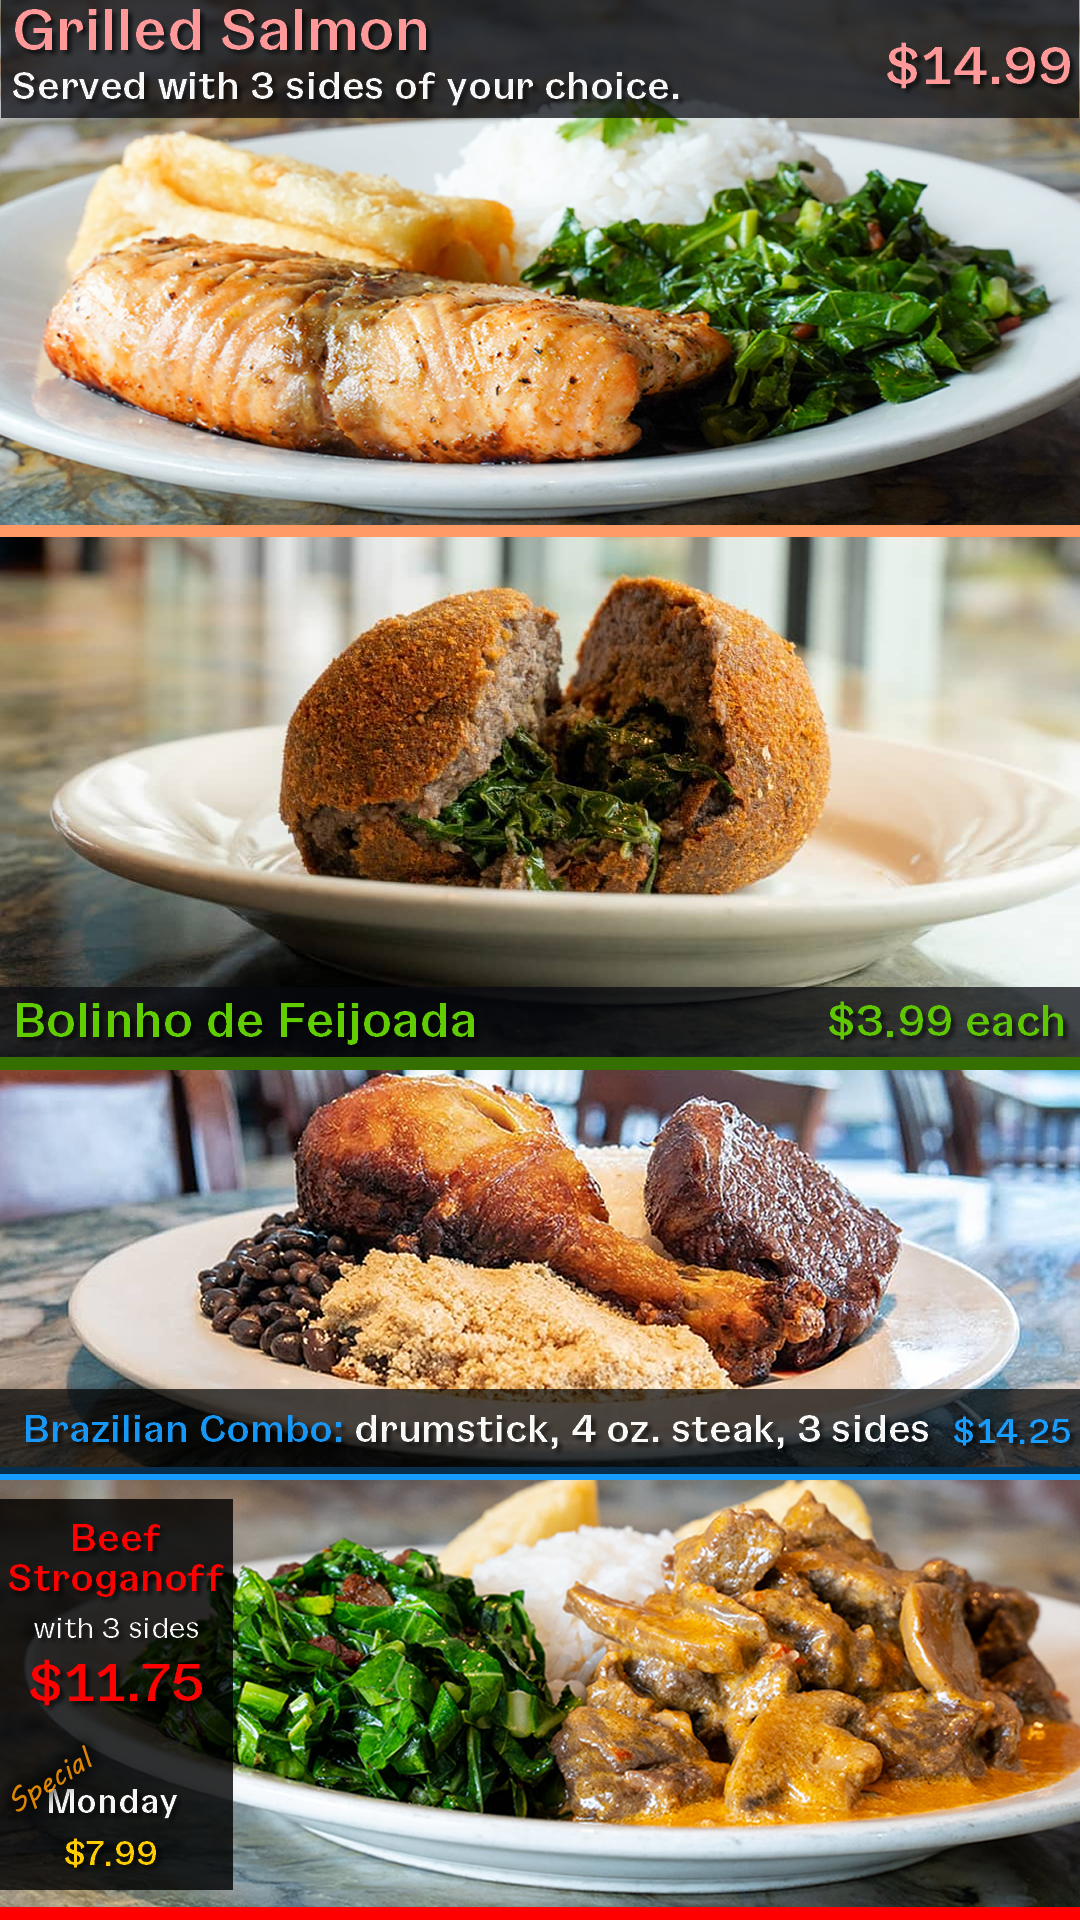 Grilled Salmon
Served with 3 sides of your choice.
$14.99
Bolinho de Feijoada
$3.99 each
Brazilian Combo: drumstick, 4 oz. steak, 3 sides $14.25
Beef
Stroganoff
with 3 sides
$11.75
Special
Monday
$7.99